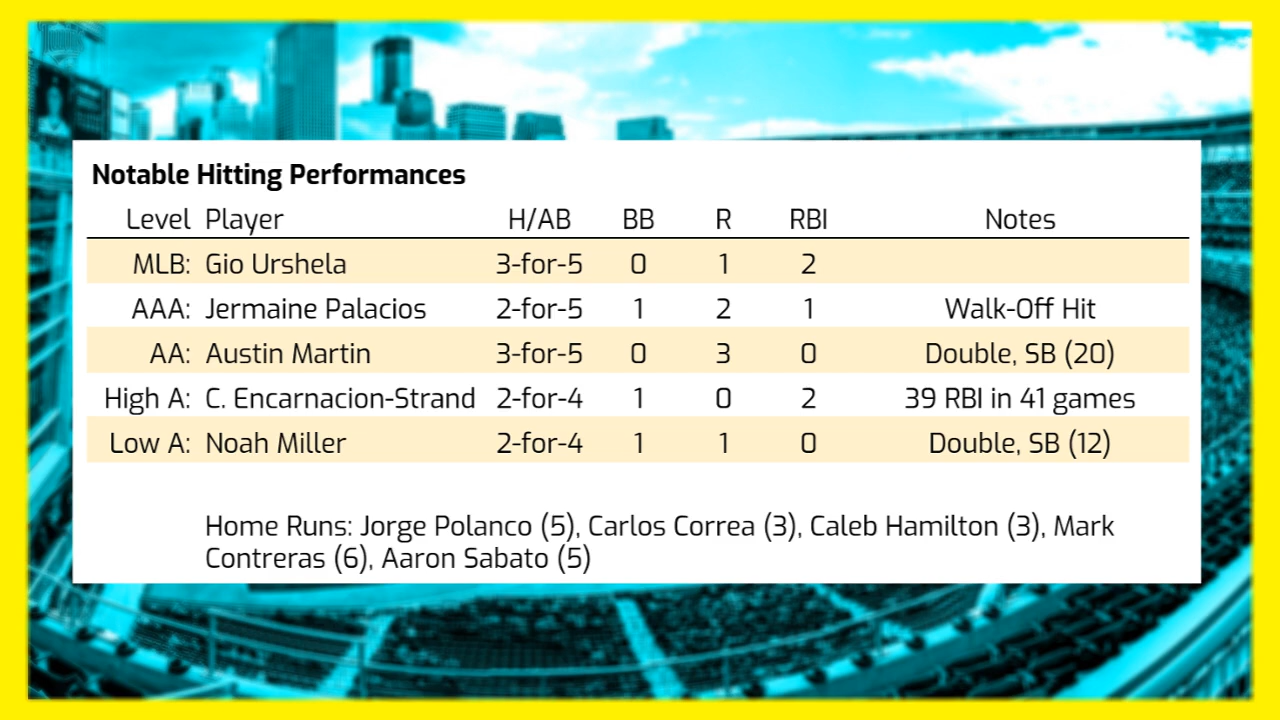 Notable Hitting Performances
Level Player H/AB BB R RBI Notes
MLB: Gio Urshela 3-for-5 0 1 2
AAA: Jermaine Palacios 2-for-5 1 2 1 Walk-Off Hit
AA: Austin Martin 3-for-5 0 3 0 Double, SB (20)
High A: C. Encarnacion-Strand 2-for-4 1 0 2 39 RBI in 41 games
Low A: Noah Miller 2-for-4 1 1 0 Double, SB (12)
Home Runs: Jorge Polanco (5), Carlos Correa (3), Caleb Hamilton (3), Mark
Contreras (6), Aaron Sabato (5)